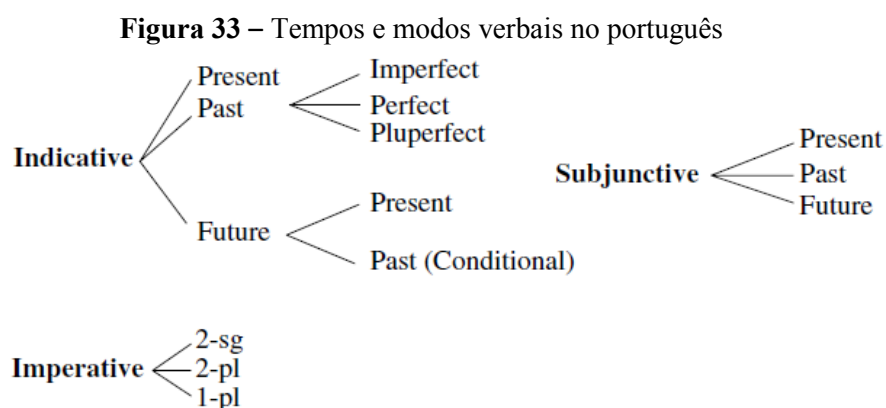 Figura 33 – Tempos e modos verbais no português
Indicative
Present
Past
Imperfect
Perfect
Pluperfect
Future
Present
Past (Conditional)
Subjunctive
Present
Past
Future
Imperative
2-sg
2-pl
1-pl